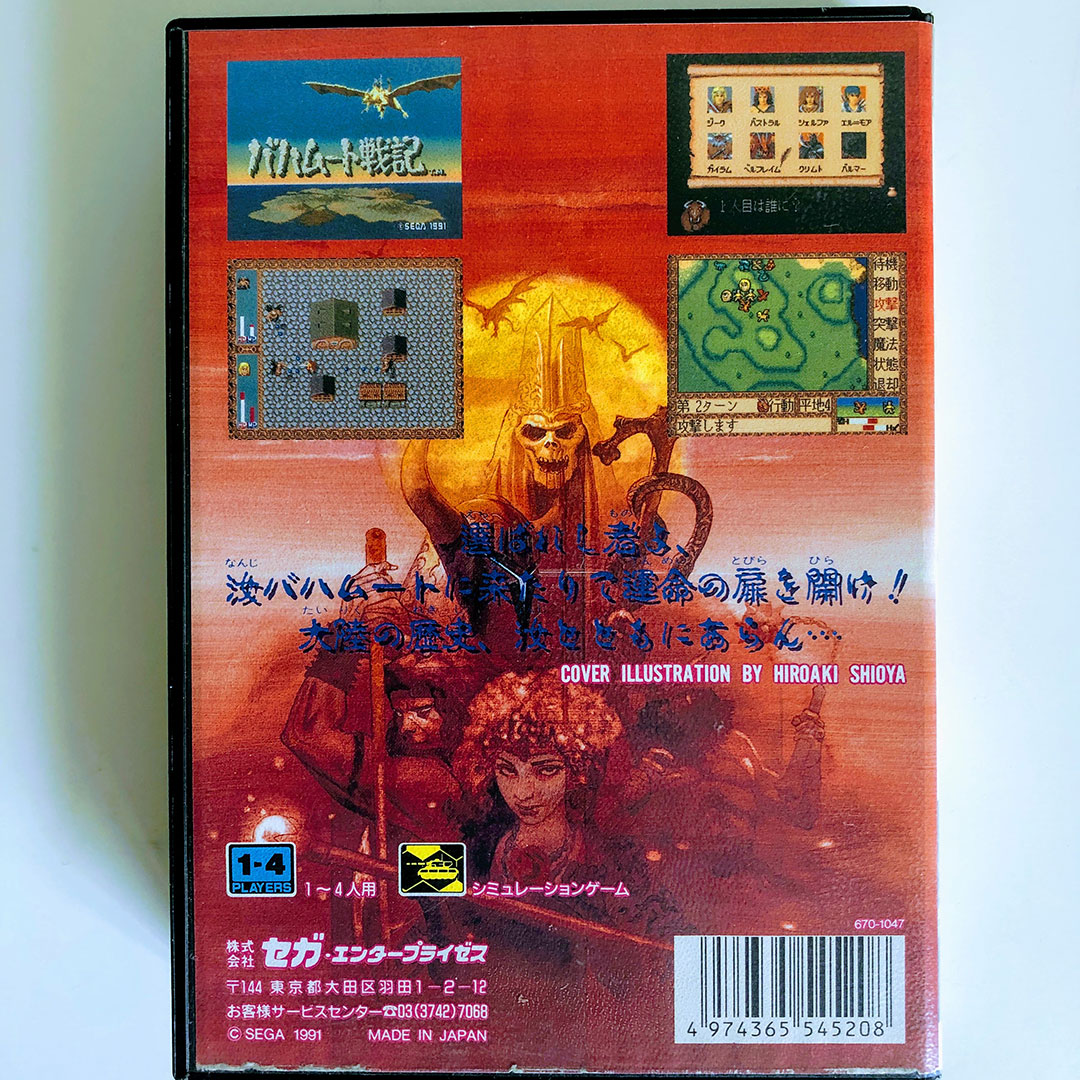 バハムート戦記 T.M.
©SEGA 1991
ジーク パストラル シェルファ エル=モア
ガイラム ベルフレイム クリムト パルマー
1人目は誰に?
待機
移動
攻撃
突撃
魔法
状態
退却
第2ターン 行動 平地4
攻撃します
選ばれし者よ、
汝バハムートに来たりて運命の扉を開け!!
大陸の歴史、汝とともにあらん…
COVER ILLUSTRATION BY HIROAKI SHIOYA
1-4
PLAYERS
1〜4人用
シミュレーションゲーム
670-1047
株式会社 セガ・エンタープライゼス
〒144 東京都大田区羽田1-2-12
お客様サービスセンター☎03(3742)7068
© SEGA 1991 MADE IN JAPAN
4 974365 545208